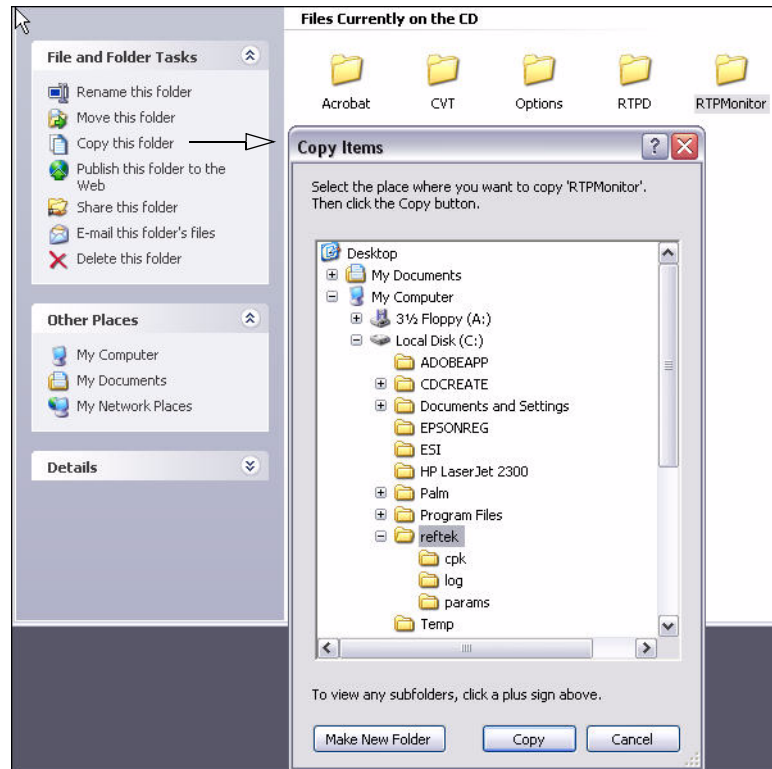 Files Currently on the CD
Acrobat
CVT
Options
RTPD
RTPMonitor
File and Folder Tasks
Rename this folder
Move this folder
Copy this folder
Publish this folder to the
Web
Share this folder
E-mail this folder's files
Delete this folder
Other Places
My Computer
My Documents
My Network Places
Details
Copy Items
Select the place where you want to copy 'RTPMonitor'.
Then click the Copy button.
Desktop
My Documents
My Computer
3½ Floppy (A:)
Local Disk (C:)
ADOBEAPP
CDCREATE
Documents and Settings
EPSONREG
ESI
HP LaserJet 2300
Palm
Program Files
reftek
cpk
log
params
Temp
To view any subfolders, click a plus sign above.
Make New Folder
Copy
Cancel